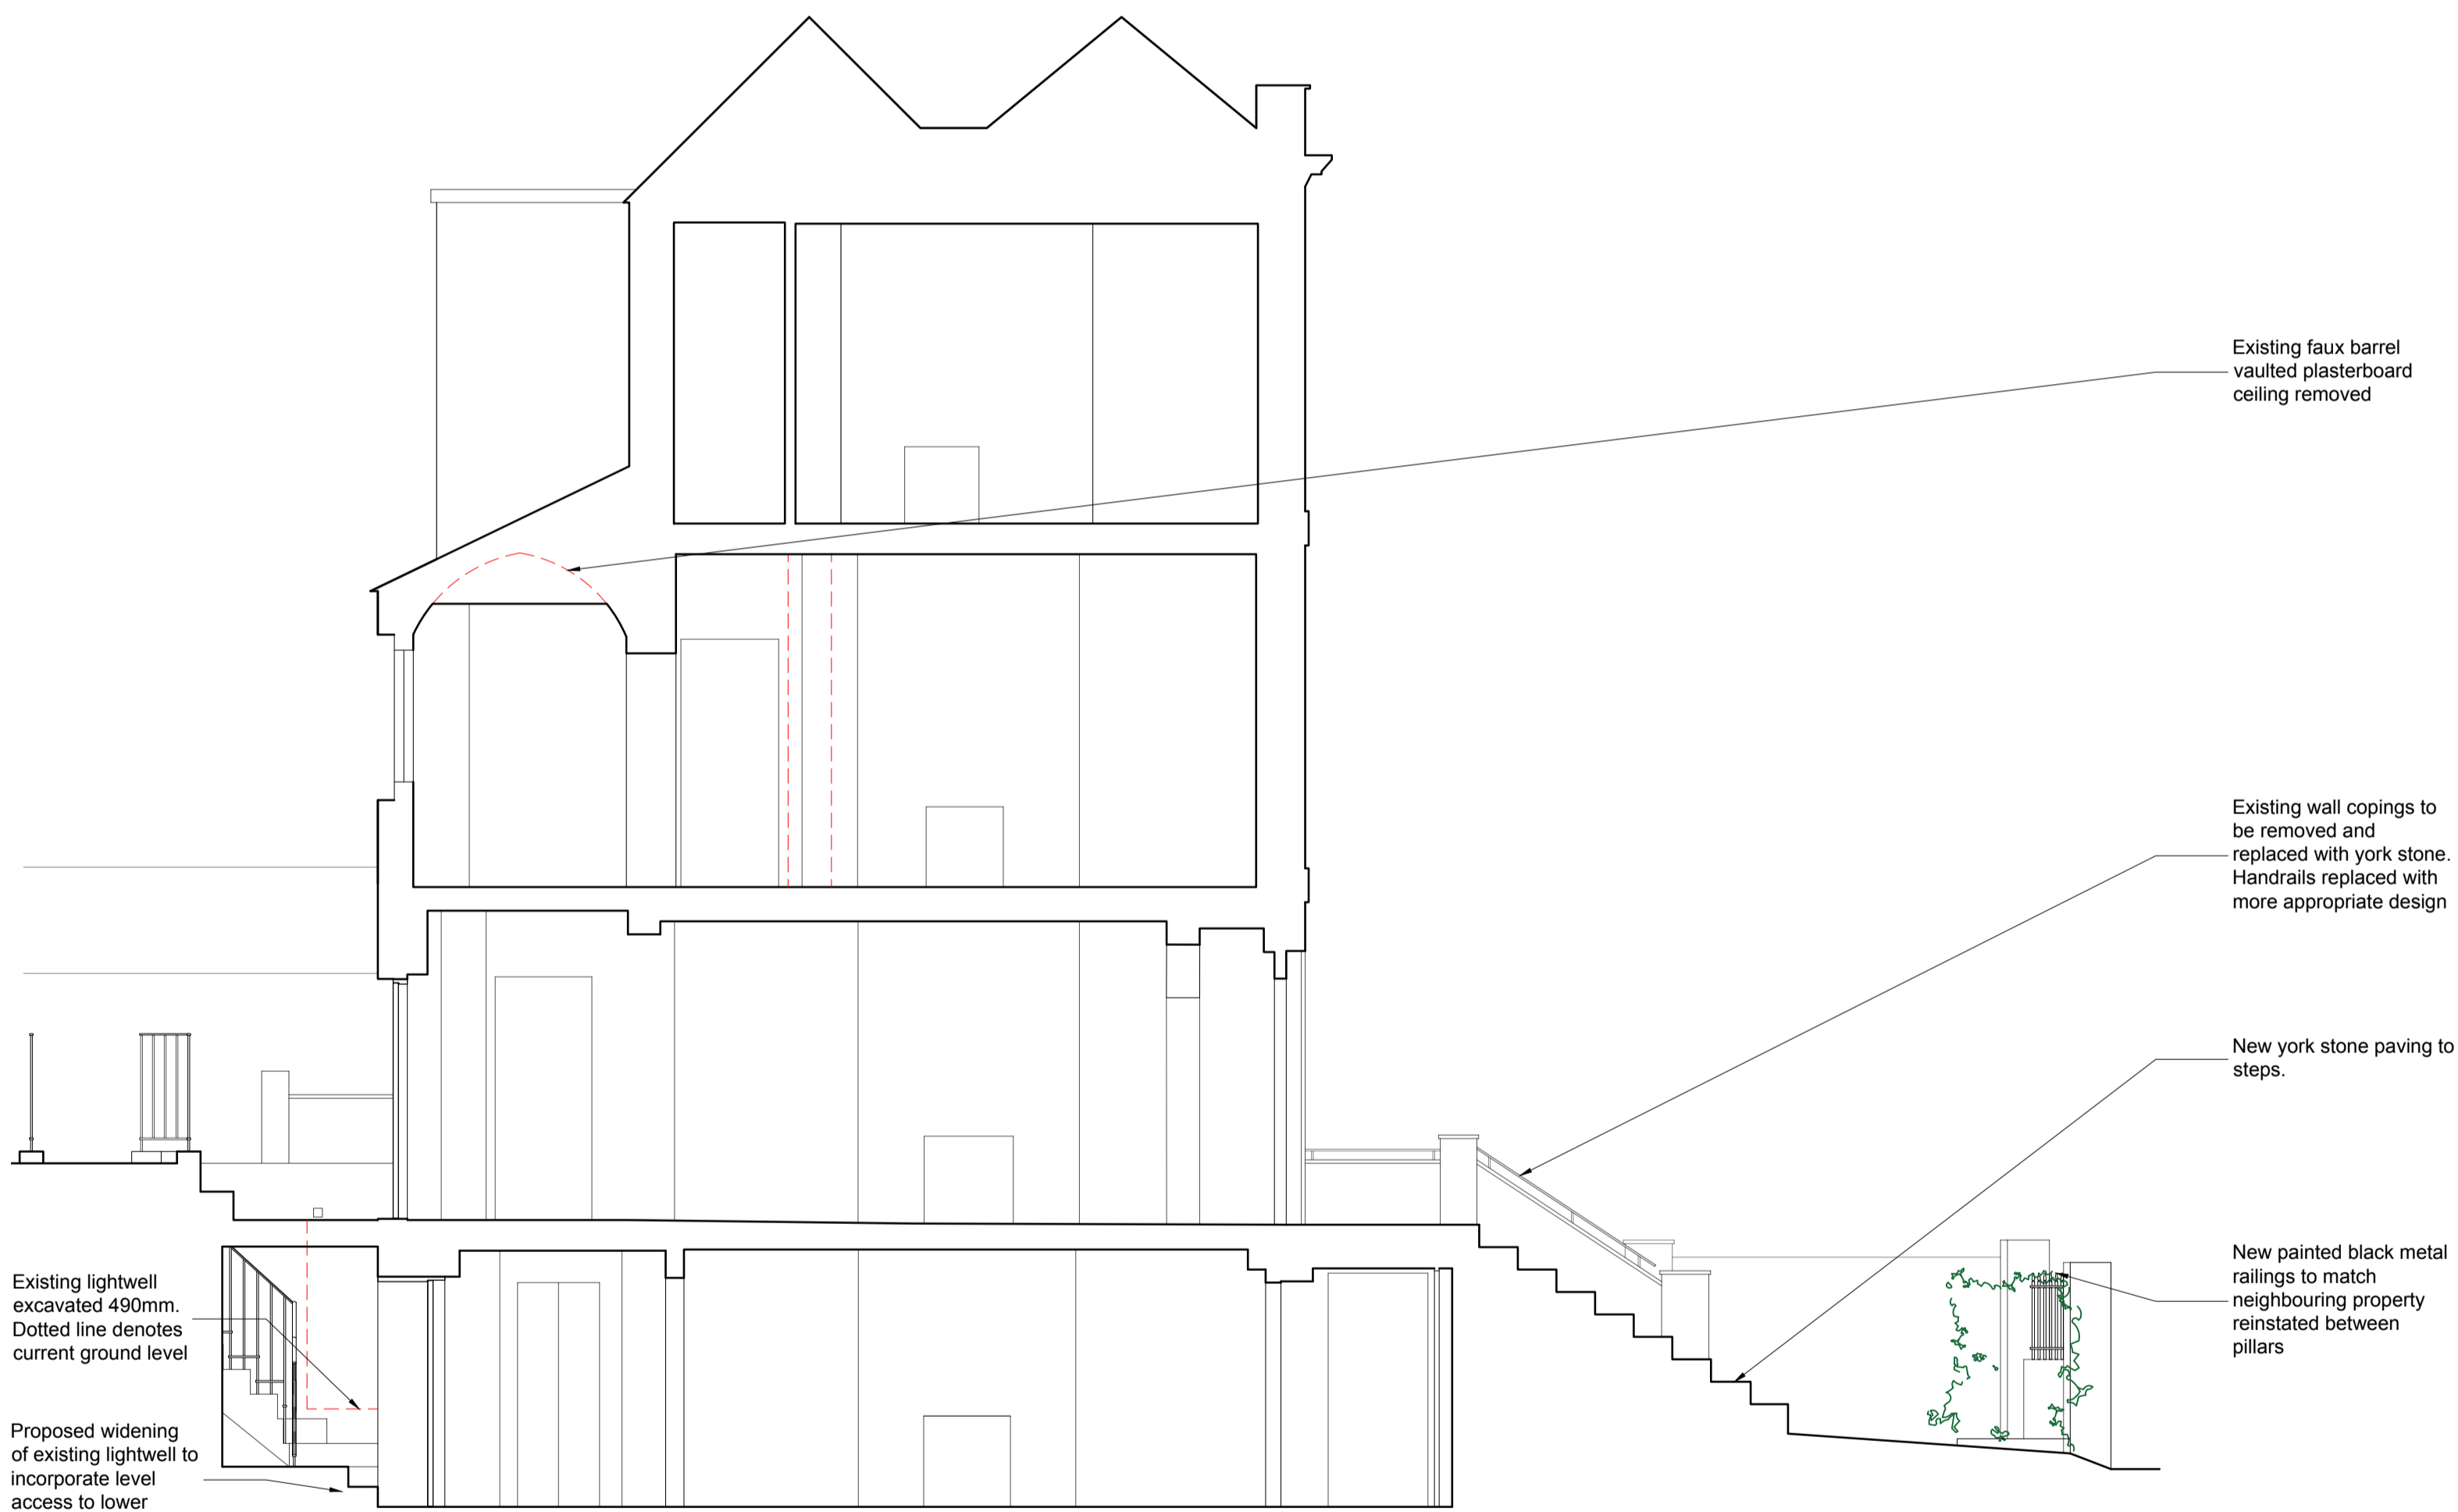 Existing faux barrel
vaulted plasterboard
ceiling removed
Existing wall copings to
be removed and
replaced with york stone.
Handrails replaced with
more appropriate design
New york stone paving to
steps.
New painted black metal
railings to match
neighbouring property
reinstated between
pillars
Existing lightwell
excavated 490mm.
Dotted line denotes
current ground level
Proposed widening
of existing lightwell to
incorporate level
access to lower